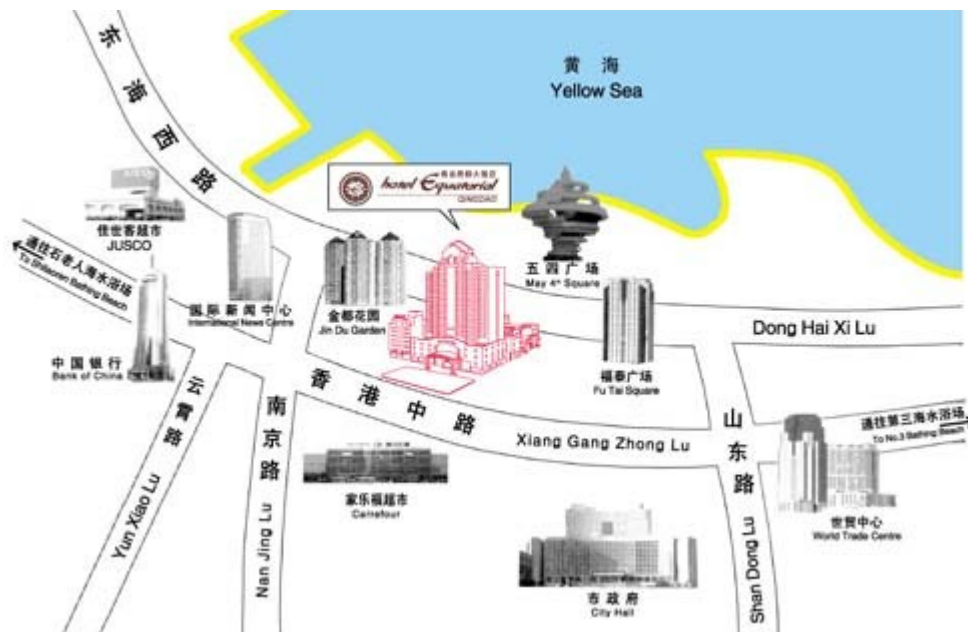 黄 海
Yellow Sea
东海西路
hotel Equatorial
QINGDAO
佳世客超市
JUSCO
通往石老人海水浴场
To Shilaoren Bathing Beach
国际新闻中心
International News Centre
金都花园
Jin Du Garden
五四广场
May 4th Square
Dong Hai Xi Lu
中国银行
Bank of China
福泰广场
Fu Tai Square
云霄路
Yun Xiao Lu
南京路
Nan Jing Lu
香港中路
Xiang Gang Zhong Lu
山东路
Shan Dong Lu
通往第三海水浴场
To No.3 Bathing Beach
家乐福超市
Carrefour
世贸中心
World Trade Centre
市政府
City Hall